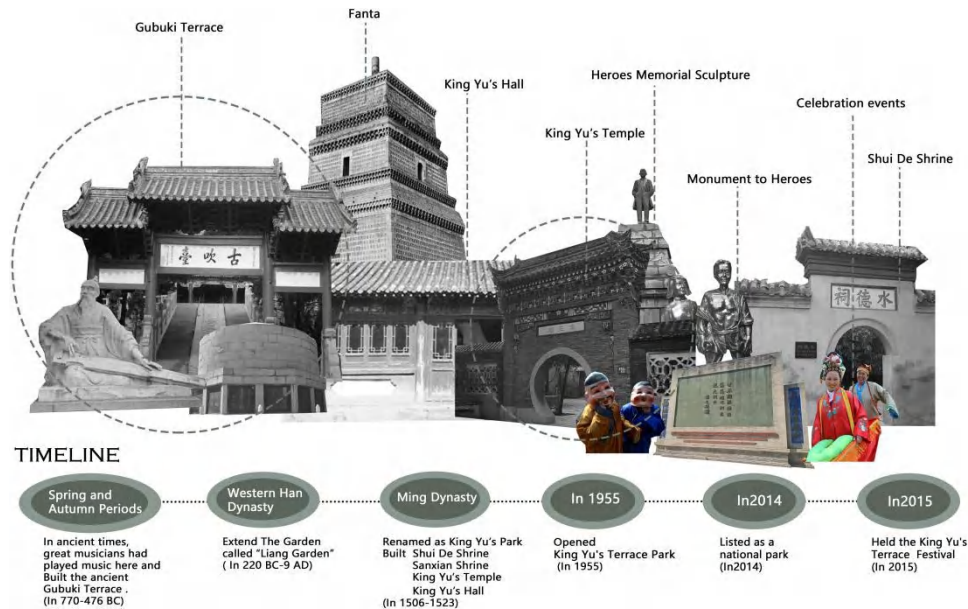 Gubuki Terrace
Fanta
King Yu's Hall
Heroes Memorial Sculpture
King Yu's Temple
Monument to Heroes
Celebration events
Shui De Shrine
古吹臺
水德祠
TIMELINE
Spring and
Autumn Periods
In ancient times,
great musicians had
played music here and
Built the ancient
Gubuki Terrace .
(In 770-476 BC)
Western Han
Dynasty
Extend The Garden
called "Liang Garden"
( In 220 BC-9 AD)
Ming Dynasty
Renamed as King Yu's Park
Built Shui De Shrine
Sanxian Shrine
King Yu's Temple
King Yu's Hall
(In 1506-1523)
In 1955
Opened
King Yu's Terrace Park
(In 1955)
In2014
Listed as a
national park
(In2014)
In2015
Held the King Yu's
Terrace Festival
(In 2015)